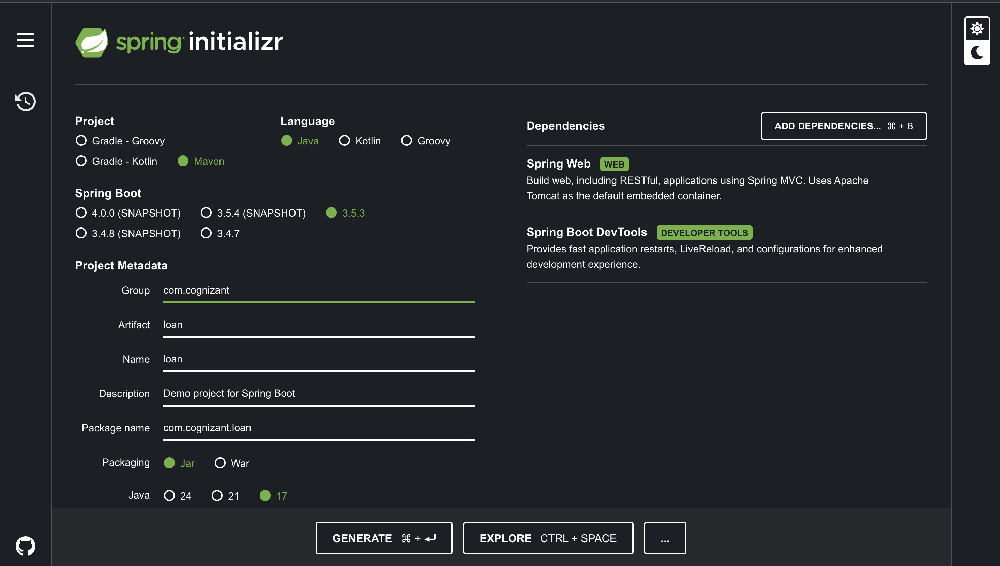 spring initializr
Project
Gradle - Groovy
Gradle - Kotlin Maven
Language
Java Kotlin Groovy
Spring Boot
4.0.0 (SNAPSHOT) 3.5.4 (SNAPSHOT) 3.5.3
3.4.8 (SNAPSHOT) 3.4.7
Project Metadata
Group com.cognizant
Artifact loan
Name loan
Description Demo project for Spring Boot
Package name com.cognizant.loan
Packaging Jar War
Java 24 21 17
Dependencies
ADD DEPENDENCIES... ⌘ + B
Spring Web WEB
Build web, including RESTful, applications using Spring MVC. Uses Apache
Tomcat as the default embedded container.
Spring Boot DevTools DEVELOPER TOOLS
Provides fast application restarts, LiveReload, and configurations for enhanced
development experience.
GENERATE ⌘ + ⏎
EXPLORE CTRL + SPACE
...